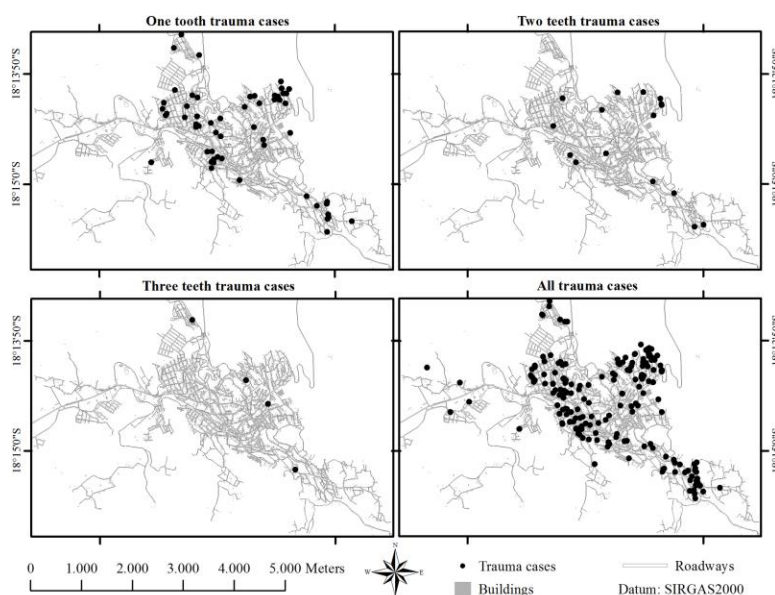 One tooth trauma cases
Two teeth trauma cases
18°13'50"S
18°15'0"S
Three teeth trauma cases
All trauma cases
18°13'50"S
18°15'0"S
0 1.000 2.000 3.000 4.000 5.000 Meters
N
W E
S
Trauma cases
Roadways
Buildings
Datum: SIRGAS2000